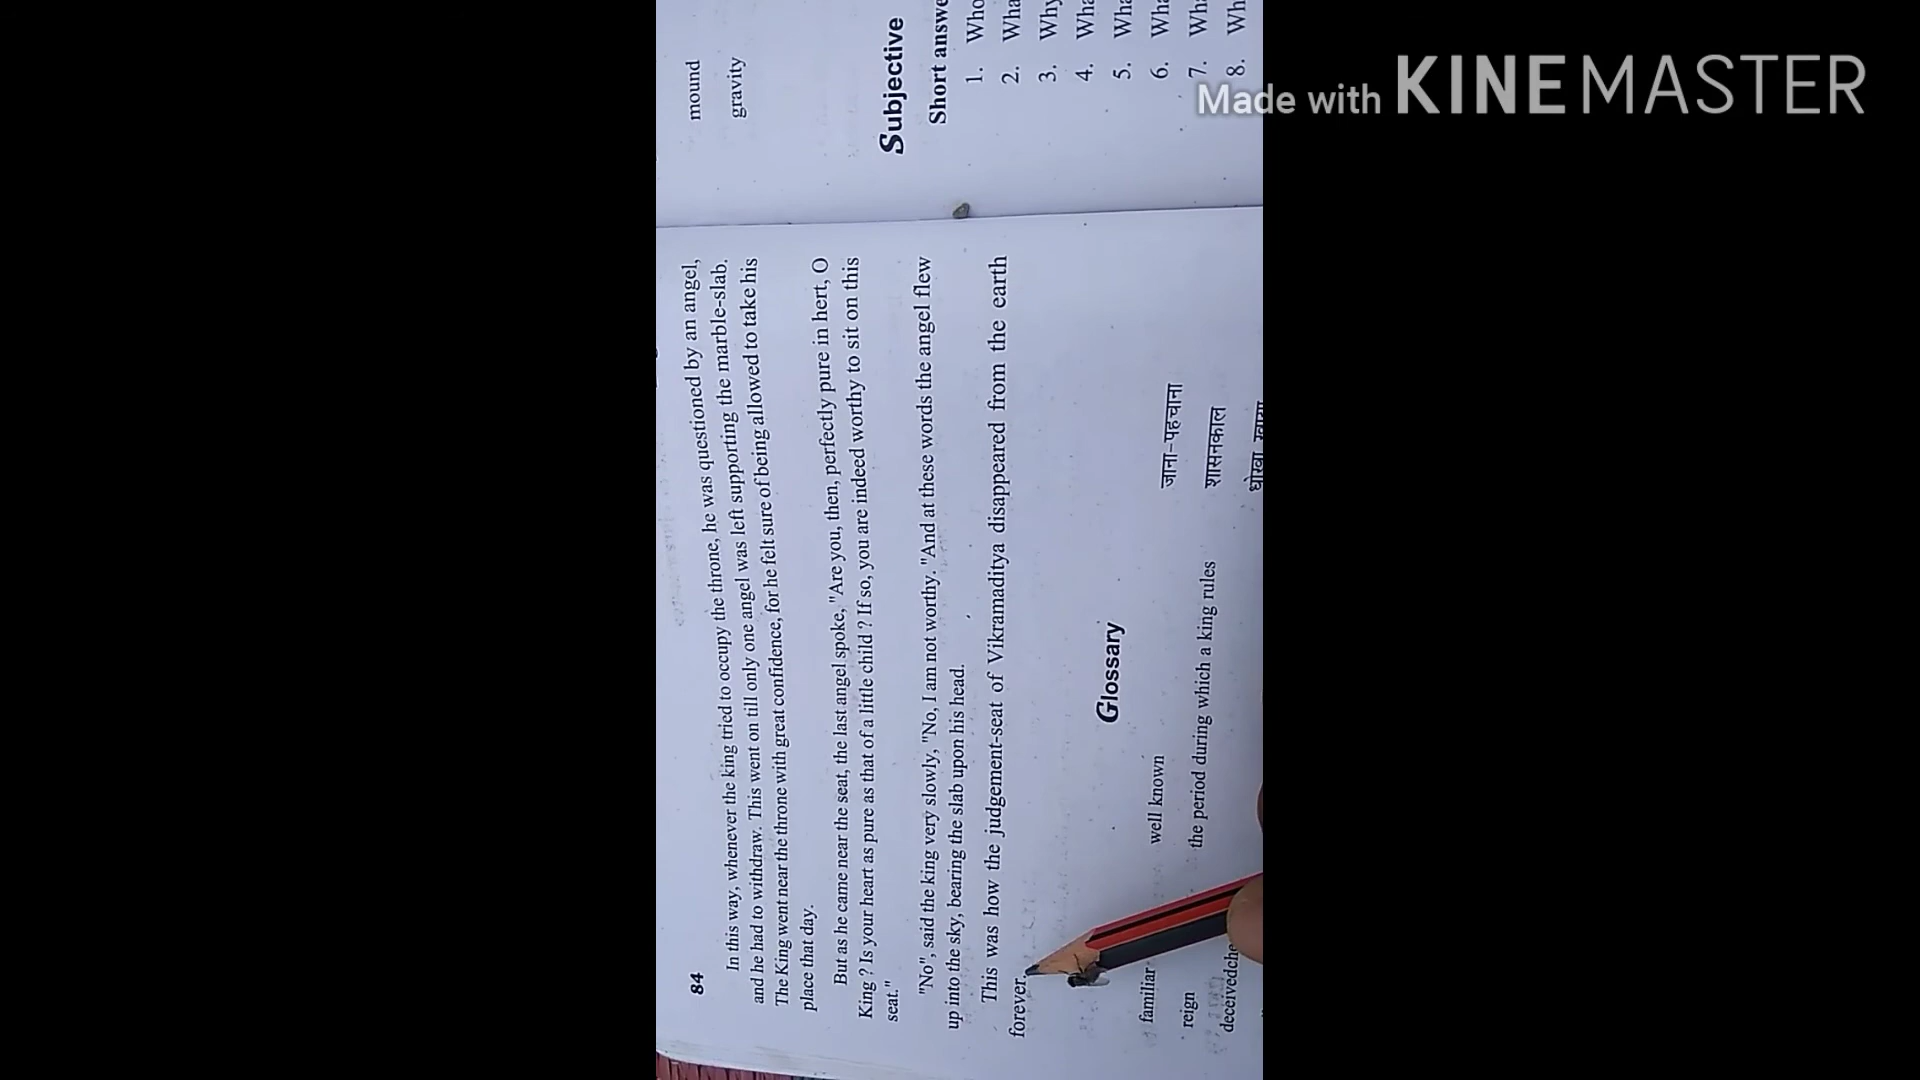 84
In this way, whenever the king tried to occupy the throne, he was questioned by an angel,
and he had to withdraw. This went on till only one angel was left supporting the marble-slab.
The King went near the throne with great confidence, for he felt sure of being allowed to take his
place that day.
But as he came near the seat, the last angel spoke, "Are you, then, perfectly pure in hert, O
King ? Is your heart as pure as that of a little child ? If so, you are indeed worthy to sit on this
seat."
"No", said the king very slowly, "No, I am not worthy. "And at these words the angel flew
up into the sky, bearing the slab upon his head.
This was how the judgement-seat of Vikramaditya disappeared from the earth
forever.
Glossary
familiar well known जाना-पहचाना
reign the period during which a king rules शासनकाल
deceivedche धोखा खाया
mound
gravity
Subjective
Short answe
1. Who
2. Wha
3. Why
4. Wha
5. Wha
6. Wha
7. Wha
8. Wh
Made with KINEMASTER